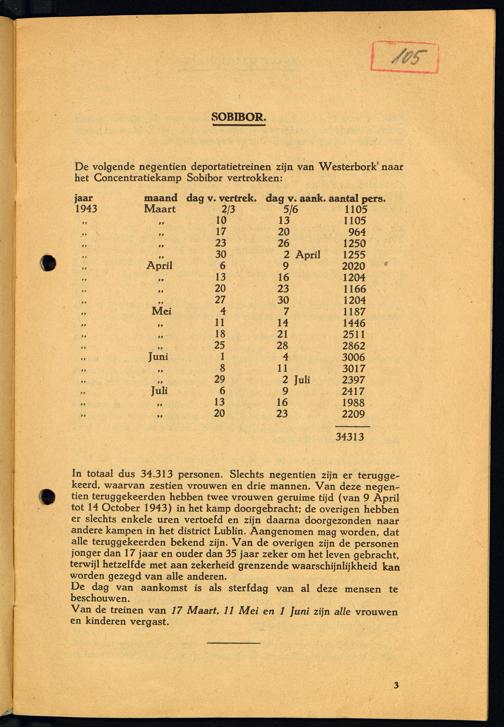 105
SOBIBOR.
De volgende negentien deportatietreinen zijn van Westerbork naar
het Concentratiekamp Sobibor vertrokken:
jaar maand dag v. vertrek. dag v. aank. aantal pers.
1943 Maart 2/3 5/6 1105
„ „ 10 13 1105
„ „ 17 20 964
„ „ 23 26 1250
„ „ 30 2 April 1255
„ April 6 9 2020
„ „ 13 16 1204
„ „ 20 23 1166
„ „ 27 30 1204
„ Mei 4 7 1187
„ „ 11 14 1446
„ „ 18 21 2511
„ „ 25 28 2862
„ Juni 1 4 3006
„ „ 8 11 3017
„ „ 29 2 Juli 2397
„ Juli 6 9 2417
„ „ 13 16 1988
„ „ 20 23 2209
34313
In totaal dus 34.313 personen. Slechts negentien zijn er terugge-
keerd, waarvan zestien vrouwen en drie mannen. Van deze negen-
tien teruggekeerden hebben twee vrouwen geruime tijd (van 9 April
tot 14 October 1943) in het kamp doorgebracht; de overigen hebben
er slechts enkele uren vertoefd en zijn daarna doorgezonden naar
andere kampen in het district Lublin. Aangenomen mag worden, dat
alle teruggekeerden bekend zijn. Van de overigen zijn de personen
jonger dan 17 jaar en ouder dan 35 jaar zeker om het leven gebracht,
terwijl hetzelfde met aan zekerheid grenzende waarschijnlijkheid kan
worden gezegd van alle anderen.
De dag van aankomst is als sterfdag van al deze mensen te
beschouwen.
Van de treinen van 17 Maart, 11 Mei en 1 Juni zijn alle vrouwen
en kinderen vergast.
3